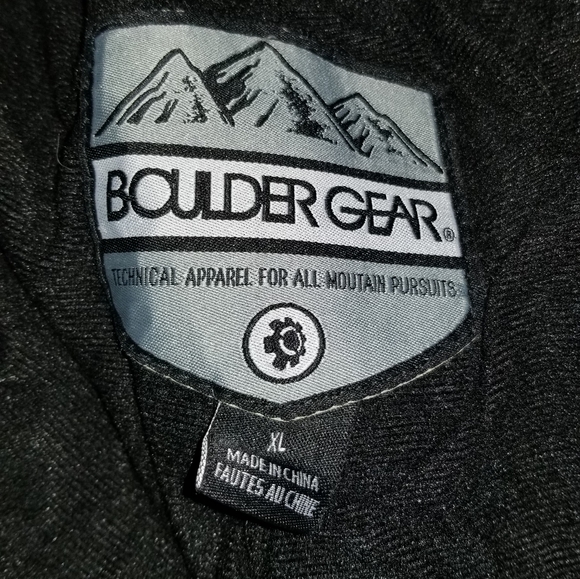 BOULDER GEAR®
TECHNICAL APPAREL FOR ALL MOUTAIN PURSUITS
XL
MADE IN CHINA
FAUTES AU CHINE